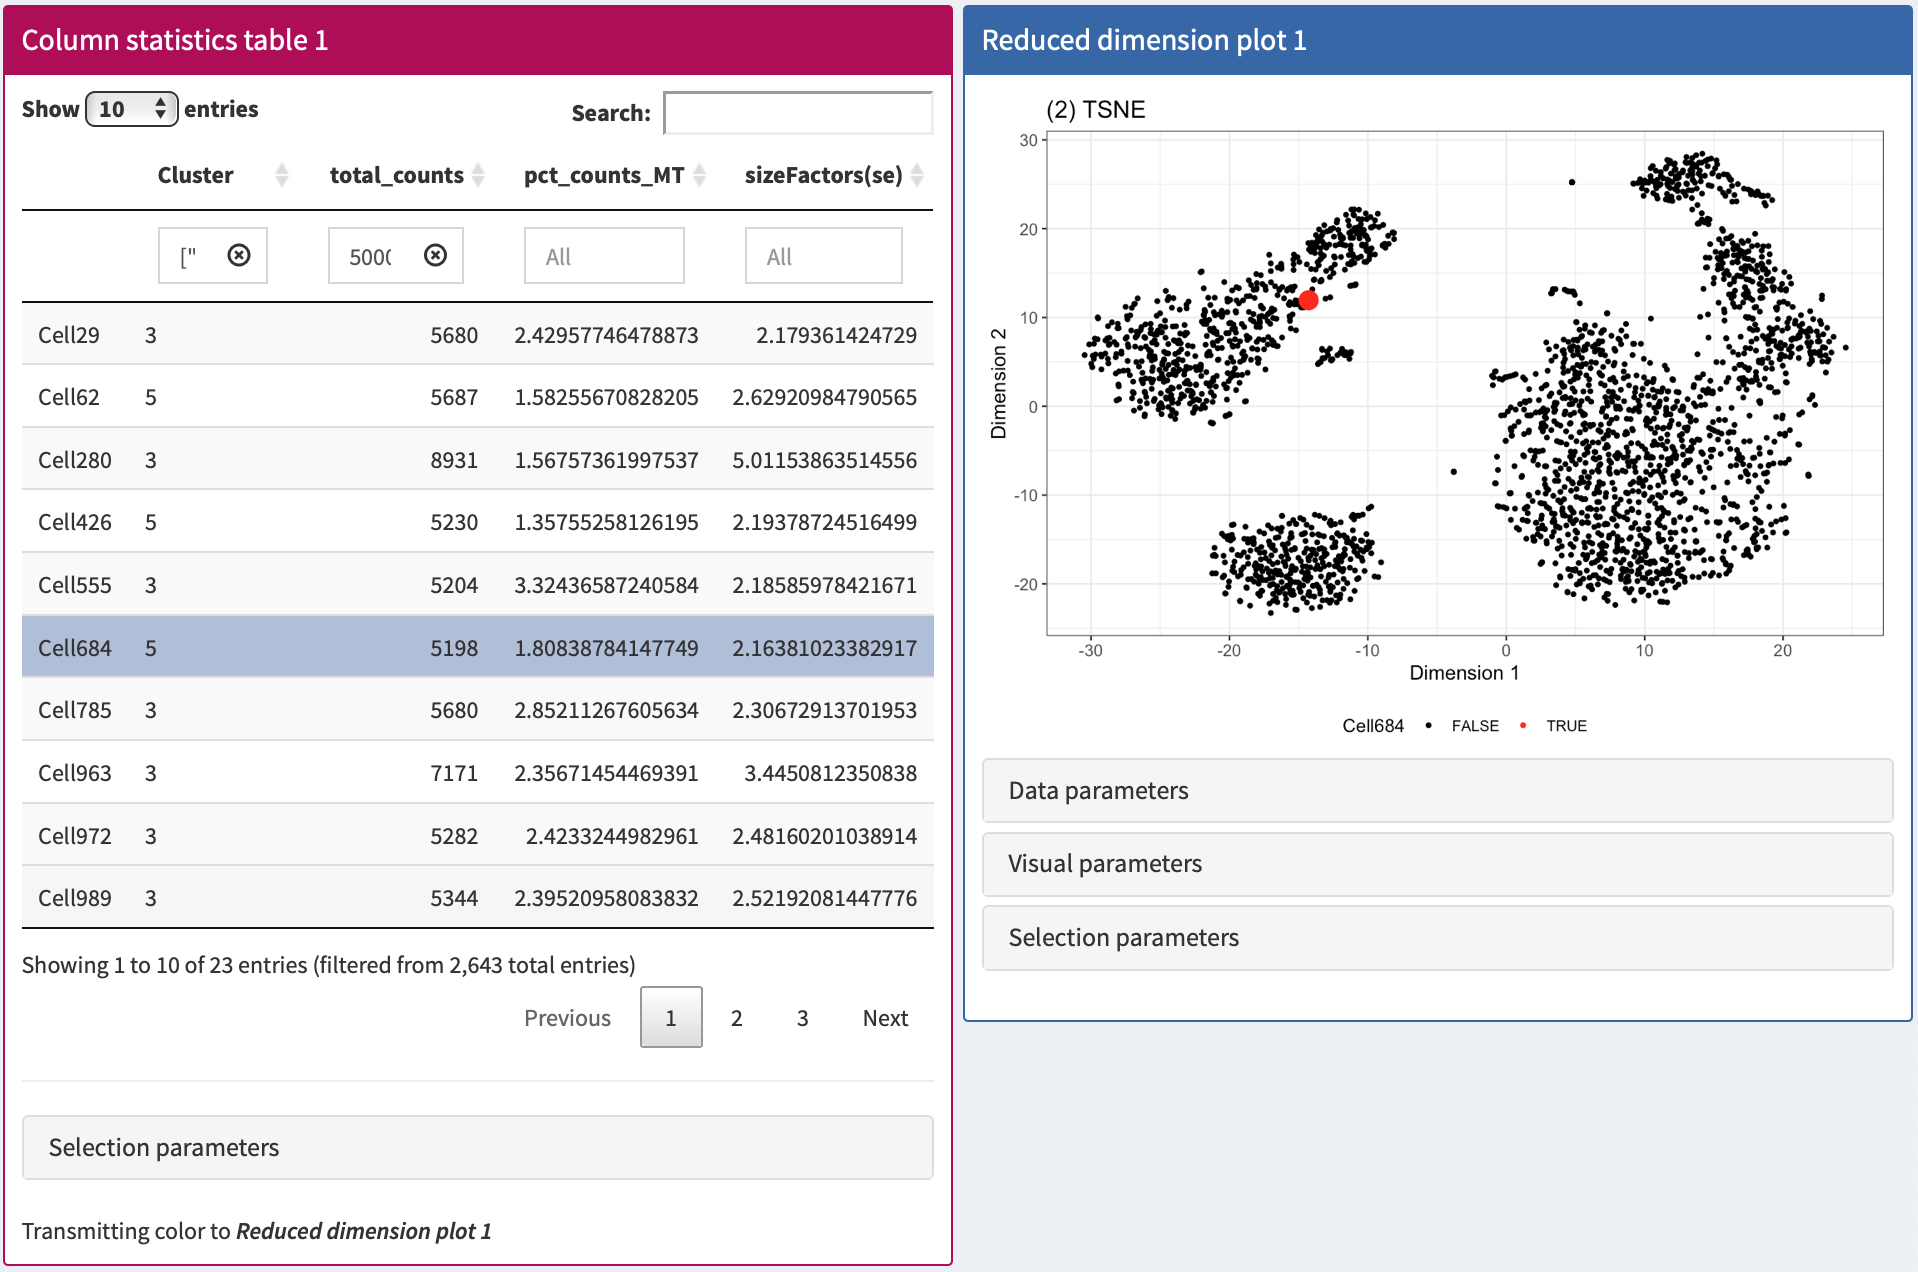 Column statistics table 1
Show 10 entries
Search:
Cluster total_counts pct_counts_MT sizeFactors(se)
[" 500 All All
Cell29 3 5680 2.42957746478873 2.179361424729
Cell62 5 5687 1.58255670828205 2.62920984790565
Cell280 3 8931 1.56757361997537 5.01153863514556
Cell426 5 5230 1.35755258126195 2.19378724516499
Cell555 3 5204 3.32436587240584 2.18585978421671
Cell684 5 5198 1.80838784147749 2.16381023382917
Cell785 3 5680 2.85211267605634 2.30672913701953
Cell963 3 7171 2.35671454469391 3.4450812350838
Cell972 3 5282 2.4233244982961 2.48160201038914
Cell989 3 5344 2.39520958083832 2.52192081447776
Showing 1 to 10 of 23 entries (filtered from 2,643 total entries)
Previous 1 2 3 Next
Selection parameters
Transmitting color to Reduced dimension plot 1
Reduced dimension plot 1
(2) TSNE
30
20
10
0
-10
-20
Dimension 2
-30 -20 -10 0 10 20
Dimension 1
Cell684 FALSE TRUE
Data parameters
Visual parameters
Selection parameters